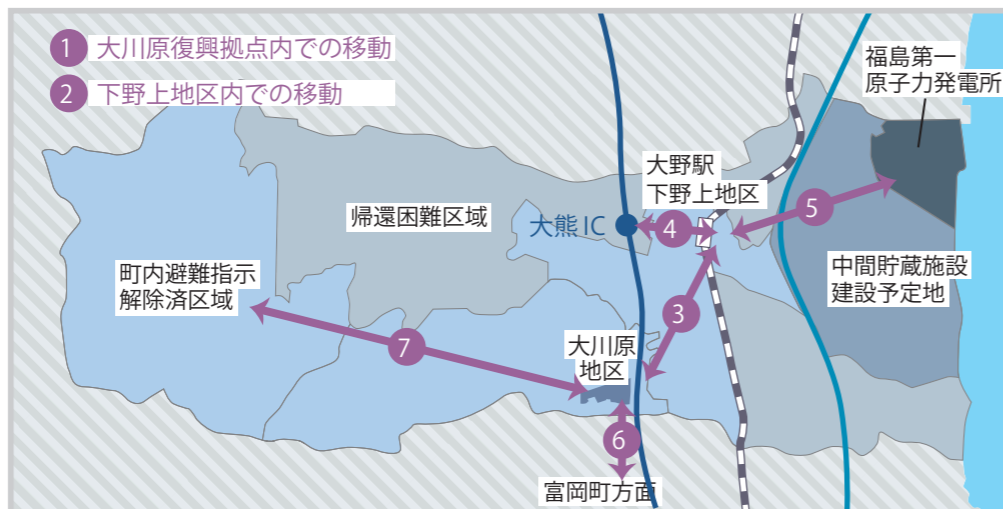 1 大川原復興拠点内での移動
2 下野上地区内での移動
福島第一
原子力発電所
大野駅
下野上地区
5
帰還困難区域
大熊IC
4
町内避難指示
解除済区域
中間貯蔵施設
建設予定地
3
7
大川原
地区
6
富岡町方面